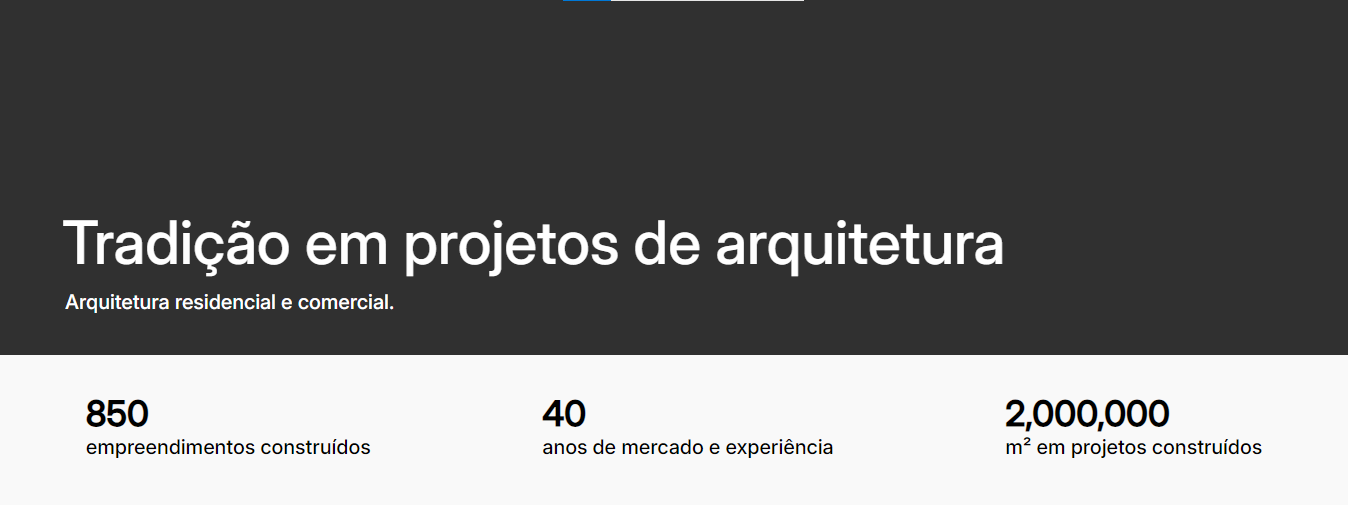 Tradição em projetos de arquitetura
Arquitetura residencial e comercial.
850
empreendimentos construídos
40
anos de mercado e experiência
2,000,000
m² em projetos construídos